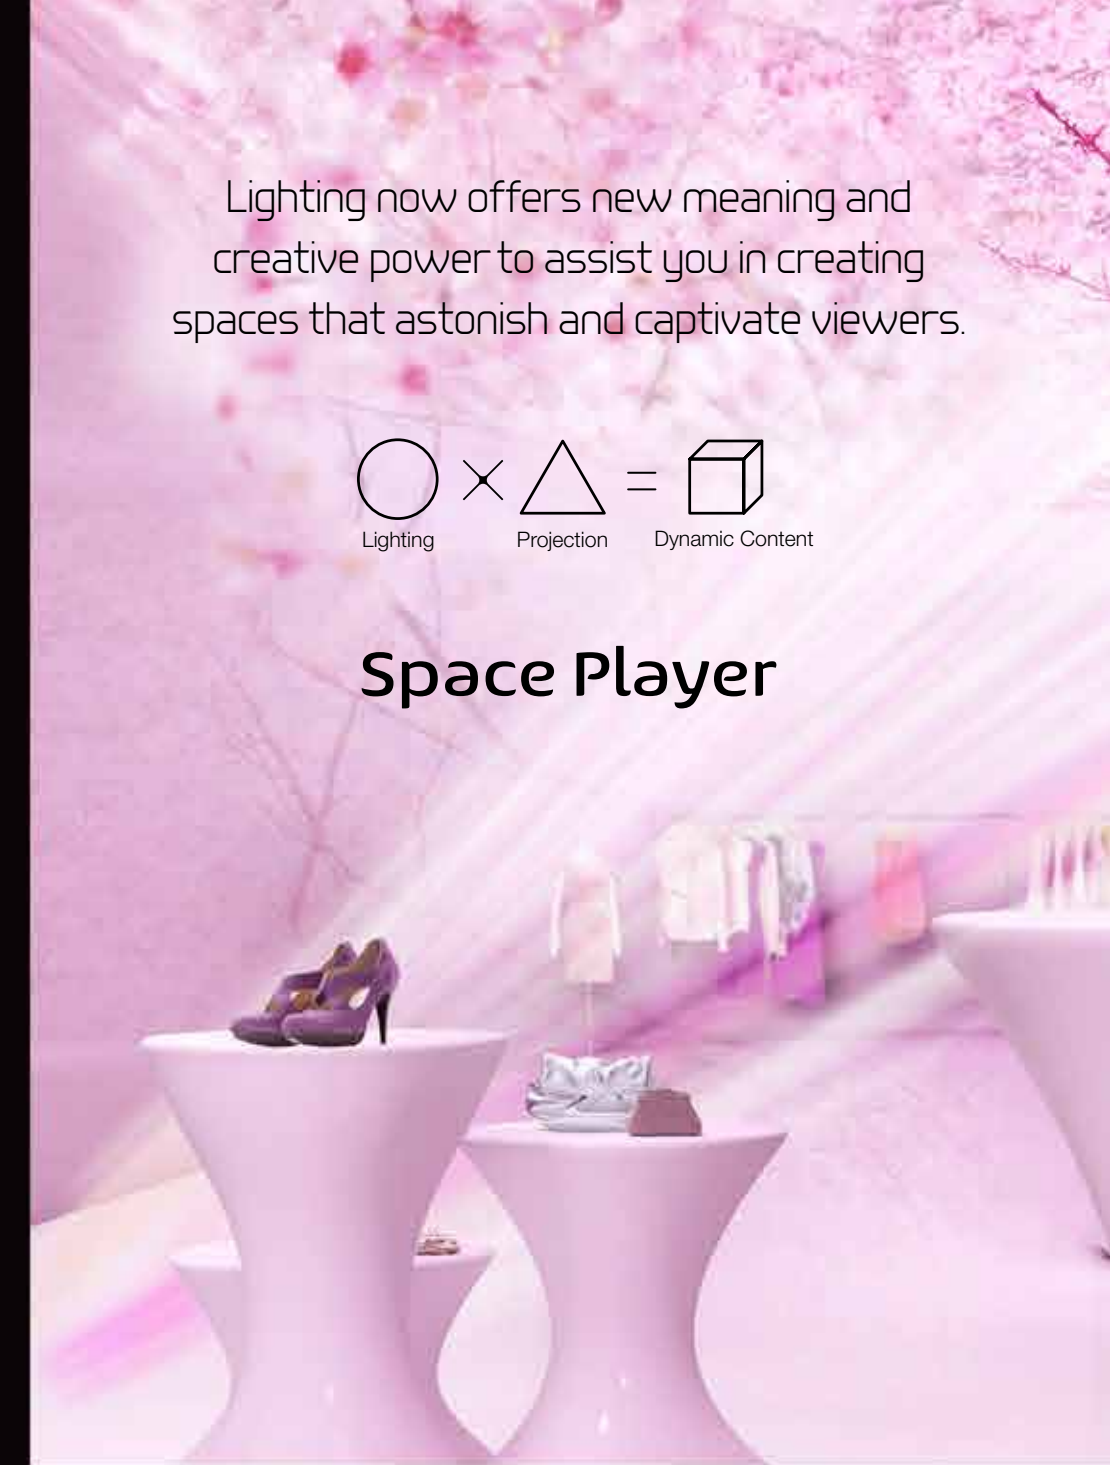 Lighting now offers new meaning and
creative power to assist you in creating
spaces that astonish and captivate viewers.
Lighting
Projection
Dynamic Content
Space Player